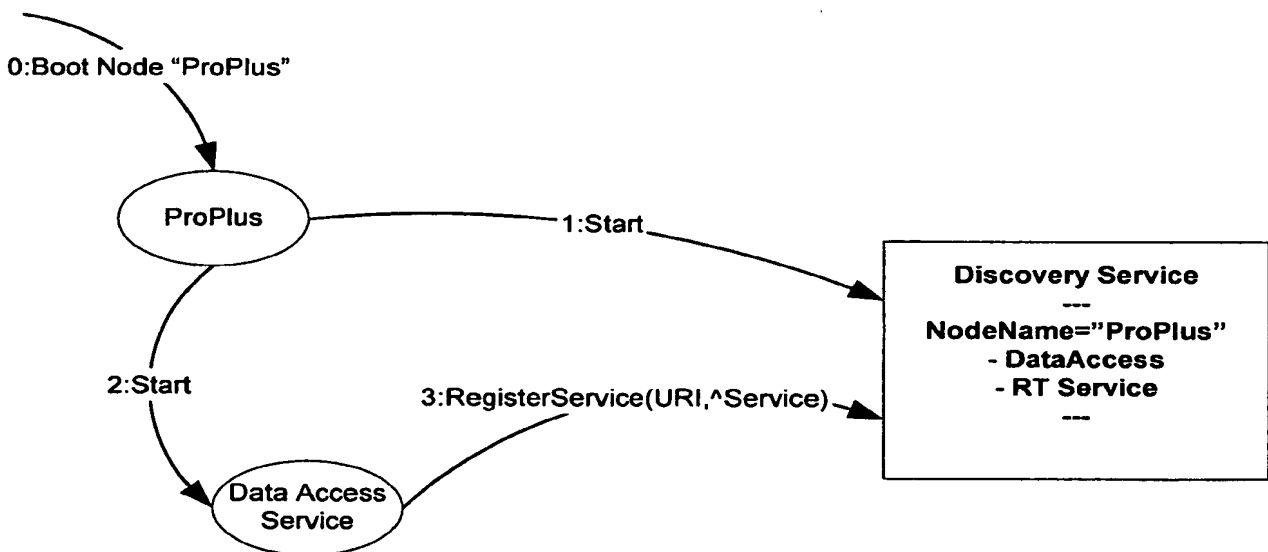 0:Boot Node “ProPlus”
ProPlus
1:Start
Discovery Service
---
NodeName=”ProPlus”
- DataAccess
- RT Service
---
2:Start
3:RegisterService(URI,^Service)
Data Access
Service